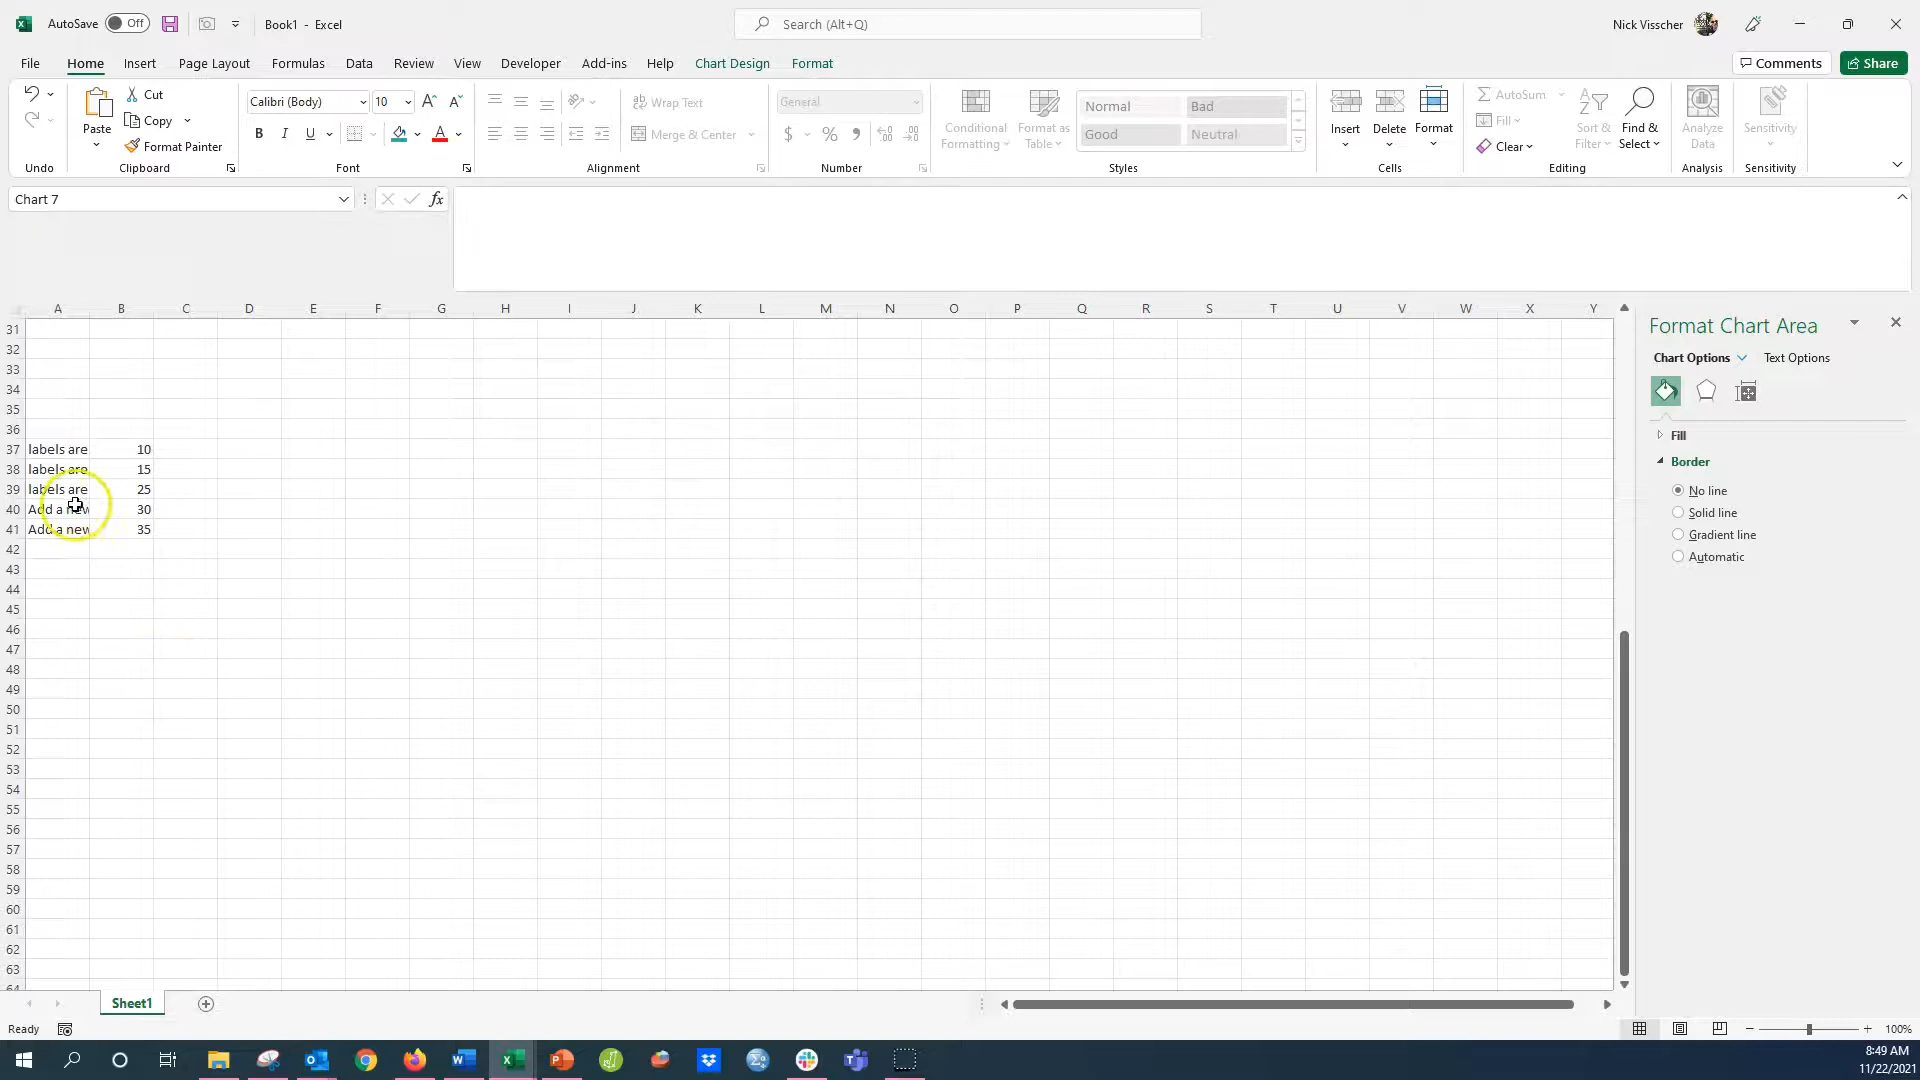 AutoSave Off Book1 - Excel Search (Alt+Q) Nick Visscher
File Home Insert Page Layout Formulas Data Review View Developer Add-ins Help Chart Design Format Comments Share
Undo
Paste
Cut
Copy
Format Painter
Clipboard
Calibri (Body) 10
B I U
Font
Wrap Text
Merge & Center
Alignment
General
$ %
Number
Conditional Formatting
Format as Table
Normal Bad
Good Neutral
Styles
Insert Delete Format
Cells
AutoSum
Fill
Clear
Sort & Filter
Find & Select
Editing
Analyze Data
Analysis
Sensitivity
Sensitivity
Chart 7 fx
A B C D E F G H I J K L M N O P Q R S T U V W X Y
31
32
33
34
35
36
37 labels are 10
38 labels are 15
39 labels are 25
40 Add a new 30
41 Add a new 35
42
43
44
45
46
47
48
49
50
51
52
53
54
55
56
57
58
59
60
61
62
63
64
Format Chart Area
Chart Options Text Options
Fill
Border
No line
Solid line
Gradient line
Automatic
Sheet1
Ready 100%
8:49 AM
11/22/2021